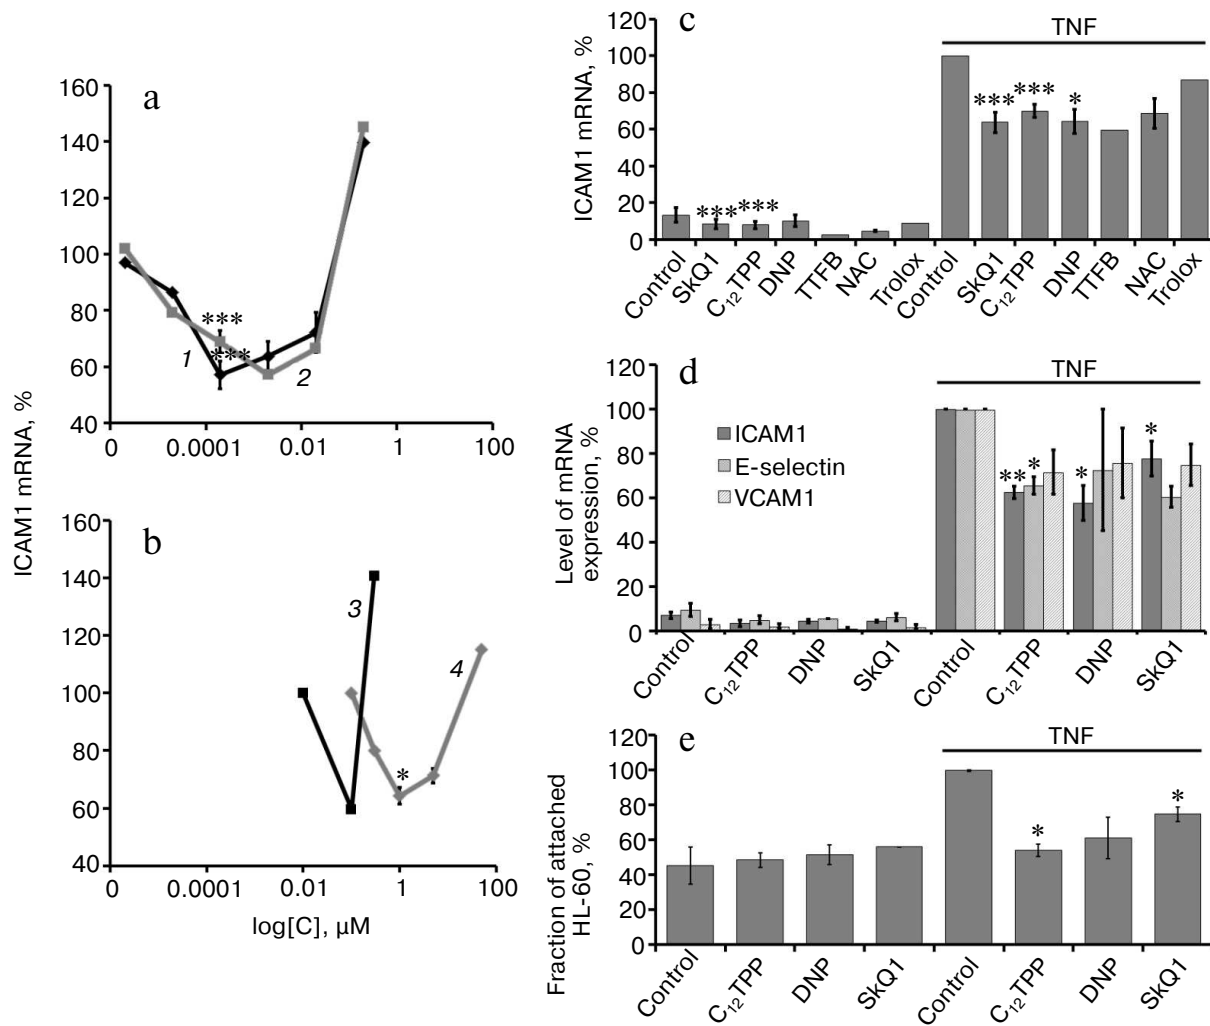 a
ICAM1 mRNA, %
160
140
120
100
80
60
40
***
***
1
2
0
0.0001
0.01
1
100
b
160
140
120
100
80
60
40
3
4
*
0
0.0001
0.01
1
100
log[C], μM
c
TNF
ICAM1 mRNA, %
120
100
80
60
40
20
0
***
***
***
***
*
Control
SkQ1
C12TPP
DNP
TTFB
NAC
Trolox
Control
SkQ1
C12TPP
DNP
TTFB
NAC
Trolox
d
TNF
Level of mRNA
expression, %
120
100
80
60
40
20
0
ICAM1
E-selectin
VCAM1
**
*
*
*
Control
C12TPP
DNP
SkQ1
Control
C12TPP
DNP
SkQ1
e
TNF
Fraction of attached
HL-60, %
120
100
80
60
40
20
0
*
*
Control
C12TPP
DNP
SkQ1
Control
C12TPP
DNP
SkQ1